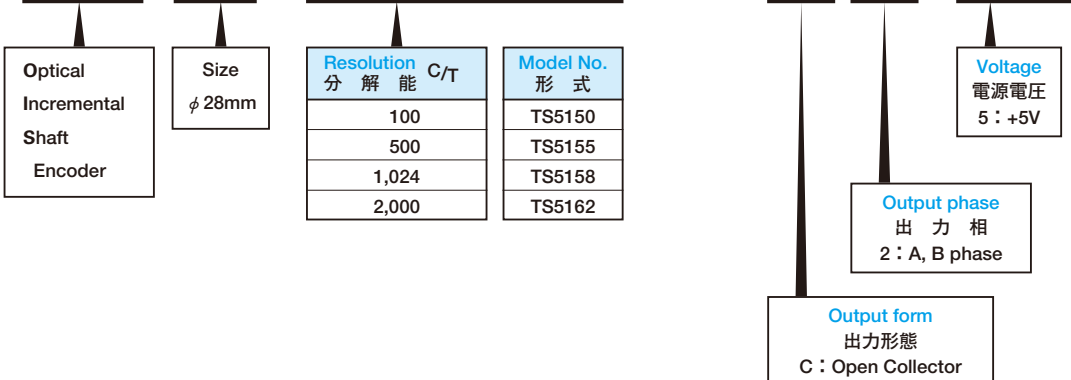 Optical
Incremental
Shaft
Encoder
Size
φ 28mm
Resolution C/T
分 解 能
100
500
1,024
2,000
Model No.
形 式
TS5150
TS5155
TS5158
TS5162
Voltage
電源電圧
5：+5V
Output phase
出 力 相
2：A, B phase
Output form
出力形態
C：Open Collector